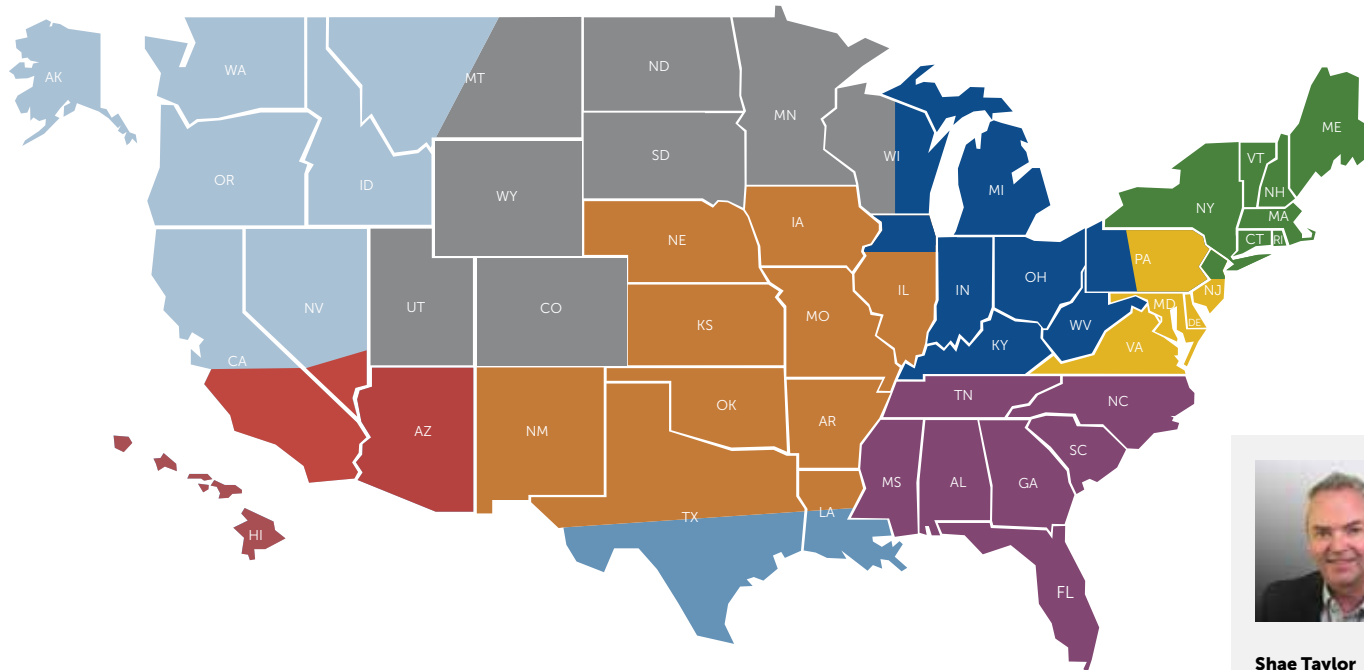 AK
WA
MT
ND
MN
ME
SD
WI
VT
OR
ID
WY
MI
NH
NY
MA
IA
NE
CT
RI
PA
NV
UT
CO
OH
IN
IL
NJ
MD
KS
MO
WV
DE
KY
VA
CA
TN
NC
OK
AR
AZ
NM
SC
MS
AL
GA
TX
LA
HI
FL
Shae Taylor